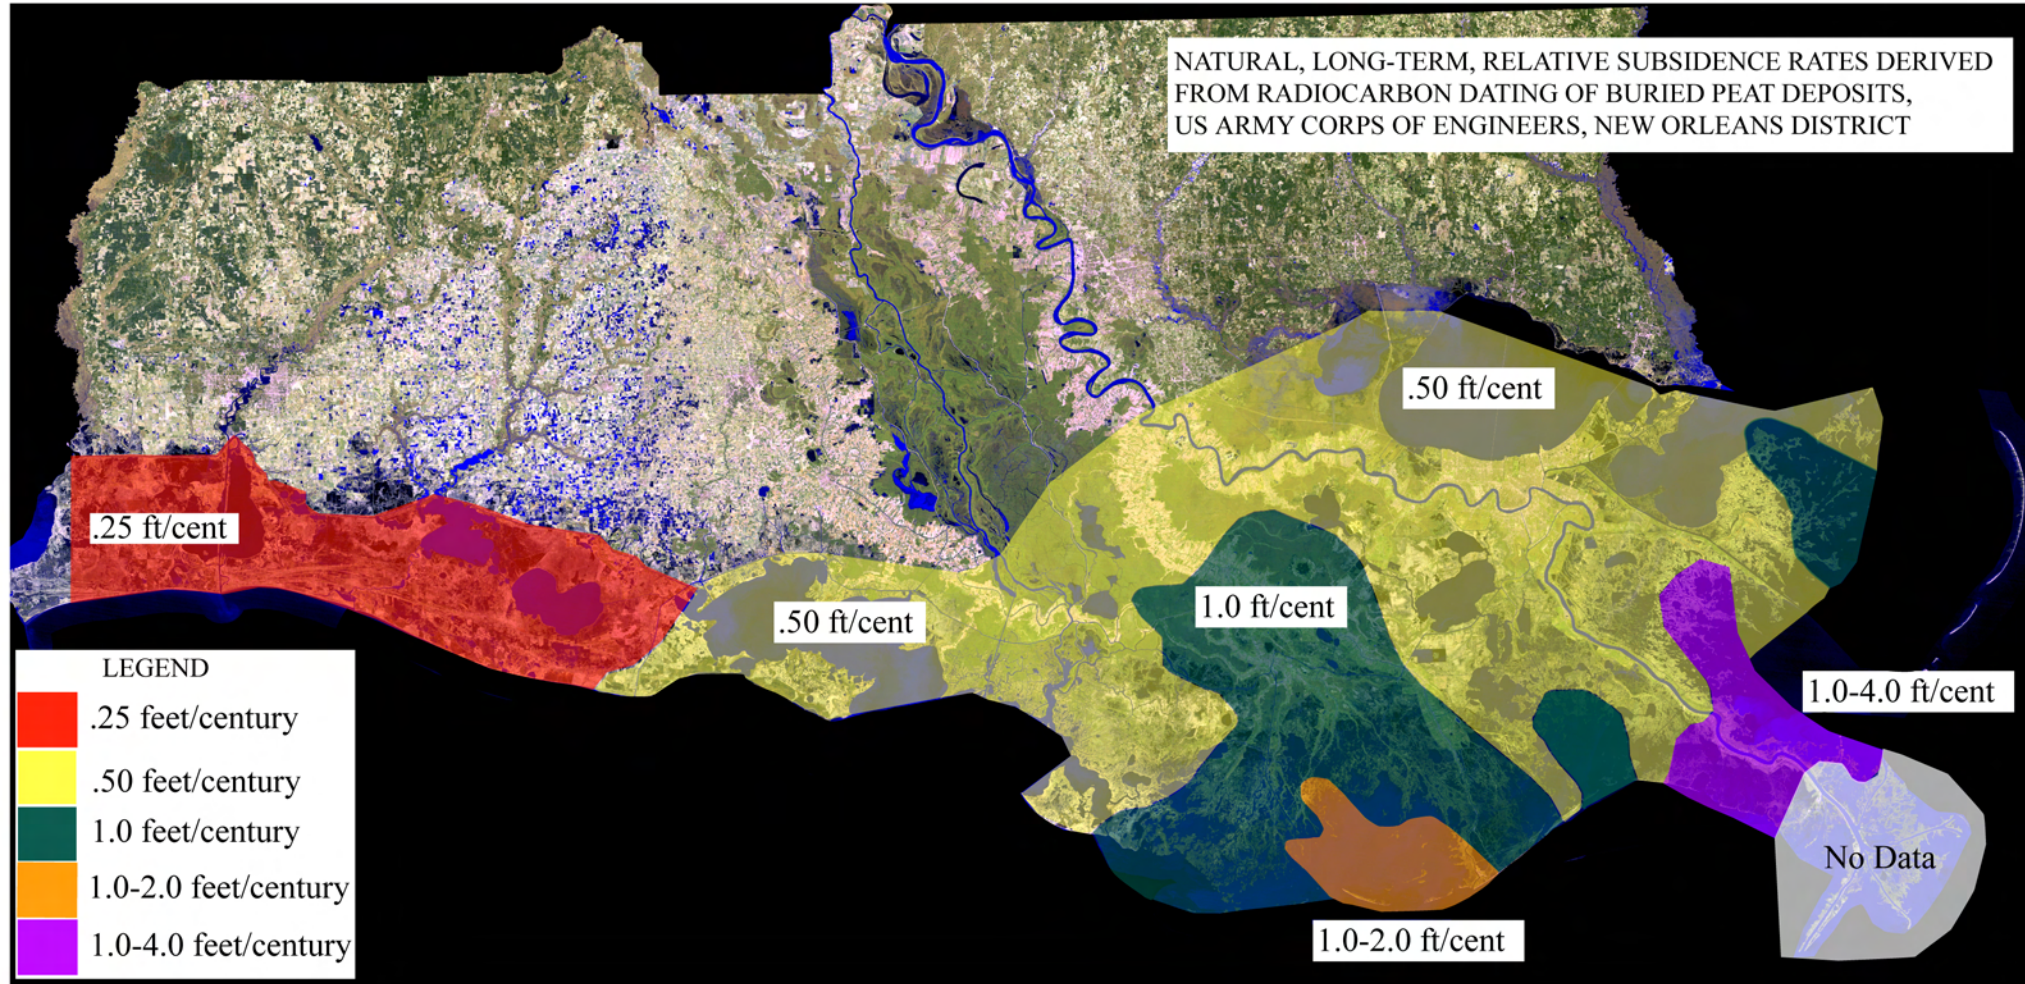 NATURAL, LONG-TERM, RELATIVE SUBSIDENCE RATES DERIVED
FROM RADIOCARBON DATING OF BURIED PEAT DEPOSITS,
US ARMY CORPS OF ENGINEERS, NEW ORLEANS DISTRICT
.50 ft/cent
.25 ft/cent
1.0 ft/cent
.50 ft/cent
1.0-4.0 ft/cent
No Data
1.0-2.0 ft/cent
LEGEND
.25 feet/century
.50 feet/century
1.0 feet/century
1.0-2.0 feet/century
1.0-4.0 feet/century